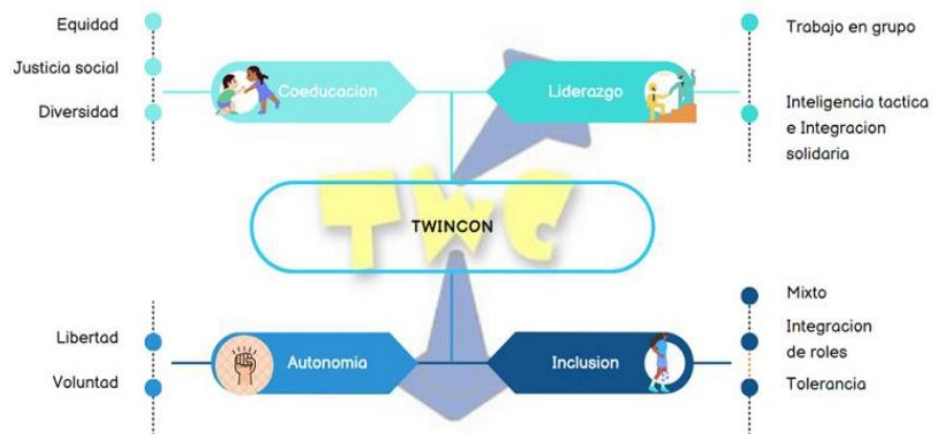 Equidad
Justicia social
Diversidad
Coeducacion
Liderazgo
Trabajo en grupo
Inteligencia tactica
e Integracion
solidaria
TWC
TWINCON
Libertad
Voluntad
Autonomia
Inclusion
Mixto
Integracion
de roles
Tolerancia